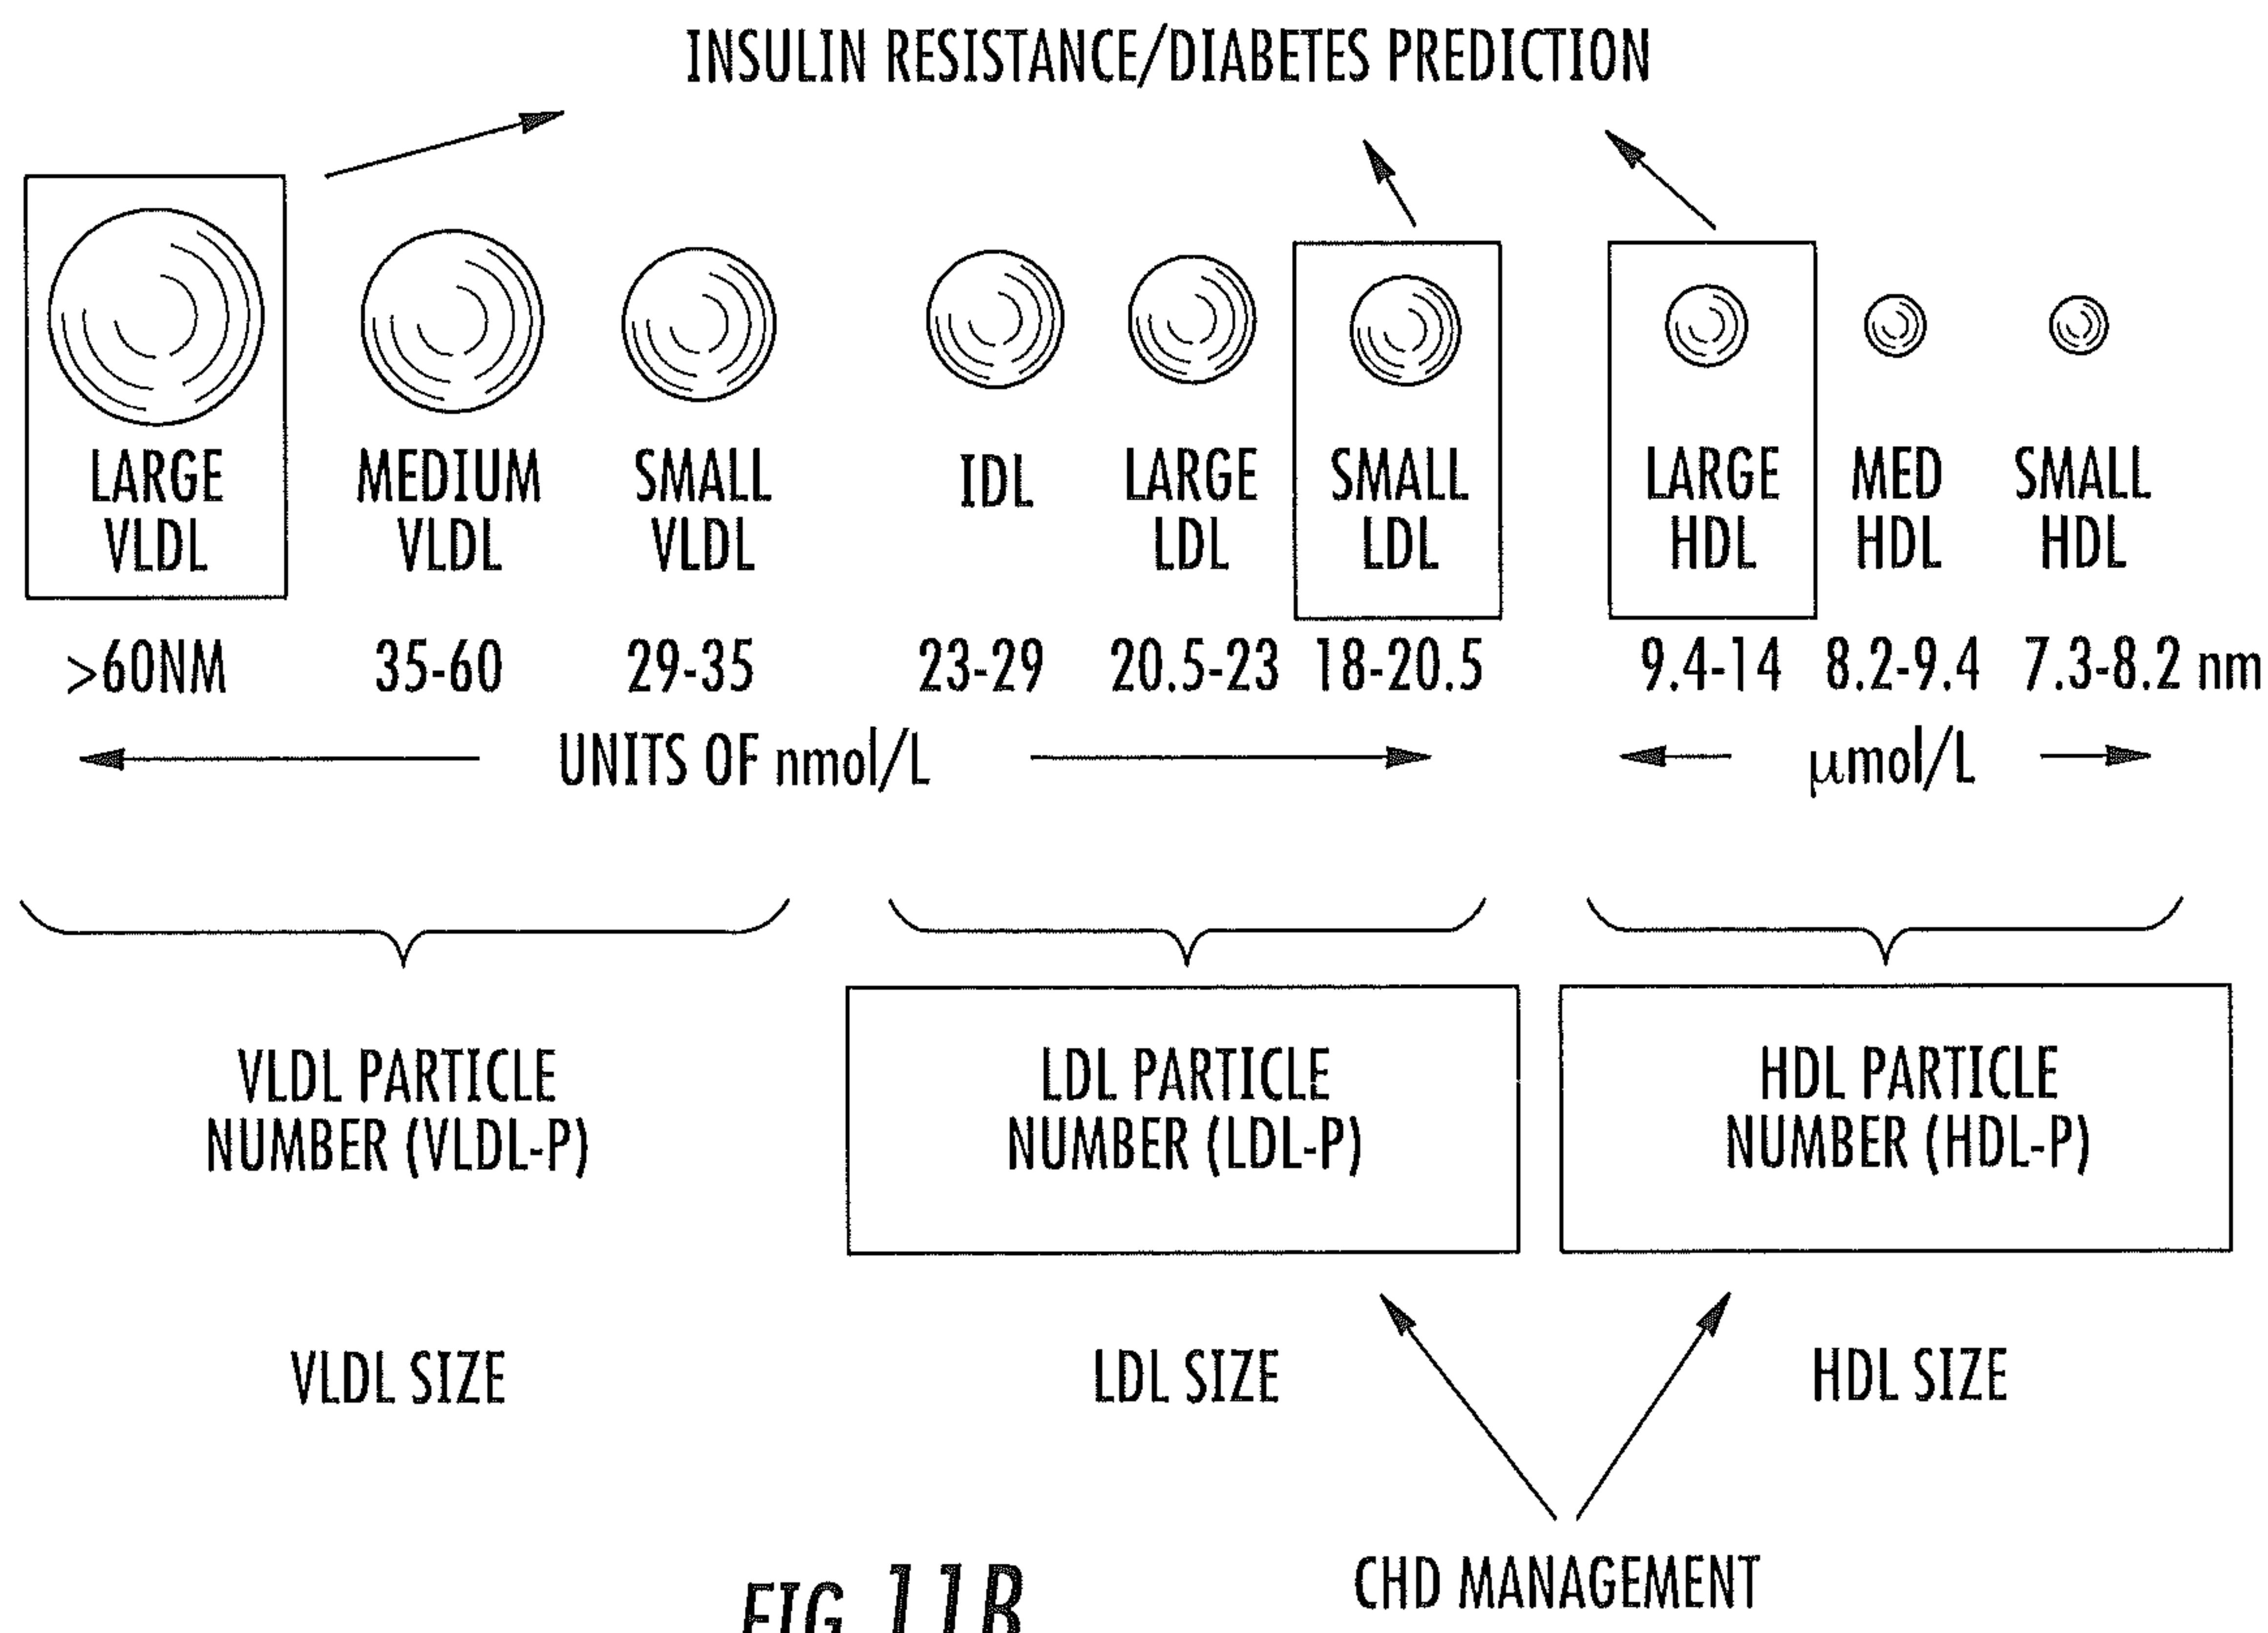 INSULIN RESISTANCE/DIABETES PREDICTION
LARGE
VLDL
MEDIUM
VLDL
SMALL
VLDL
IDL
LARGE
LDL
SMALL
LDL
LARGE
HDL
MED
HDL
SMALL
HDL
>60NM 35-60 29-35 23-29 20.5-23 18-20.5 9.4-14 8.2-9.4 7.3-8.2 nm
UNITS OF nmol/L μmol/L
VLDL PARTICLE
NUMBER (VLDL-P)
LDL PARTICLE
NUMBER (LDL-P)
HDL PARTICLE
NUMBER (HDL-P)
VLDL SIZE LDL SIZE HDL SIZE
CHD MANAGEMENT
FIG. 11B